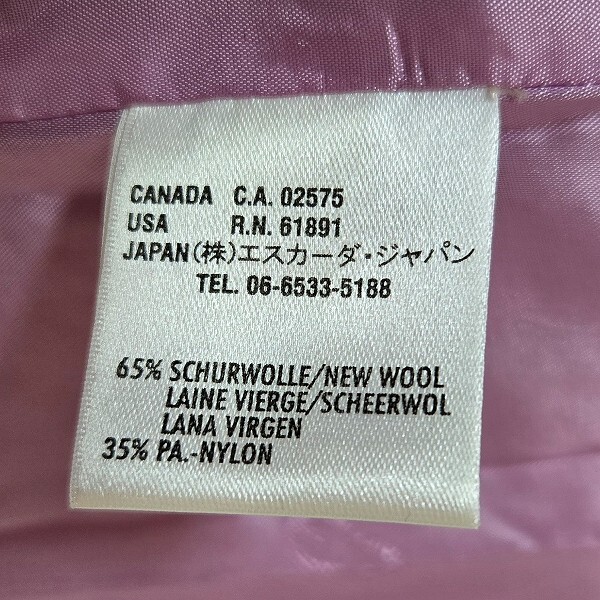 CANADA C.A. 02575
USA R.N. 61891
JAPAN (株)エスカーダ・ジャパン
TEL. 06-6533-5188
65% SCHURWOLLE/NEW WOOL
LAINE VIERGE/SCHEERWOL
LANA VIRGEN
35% PA.-NYLON